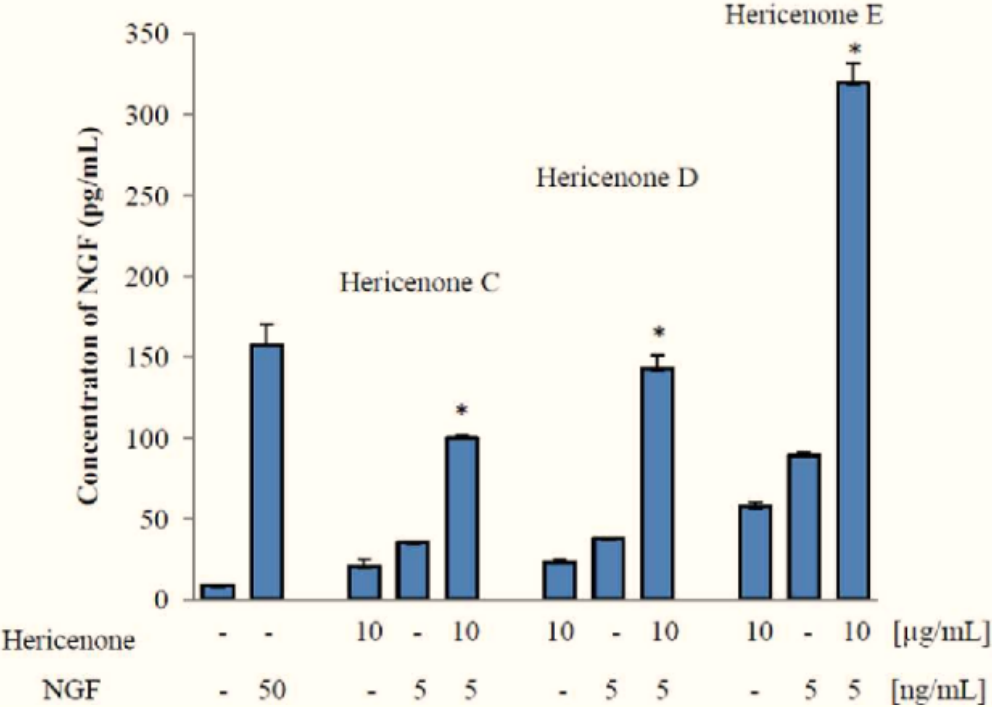 Hericenone E
*
350
300
250
Hericenone D
200
Hericenone C
*
150
*
100
50
0
Concentraton of NGF (pg/mL)
Hericenone - - 10 - 10 10 - 10 10 - 10 [µg/mL]
NGF - 50 - 5 5 - 5 5 - 5 5 [ng/mL]